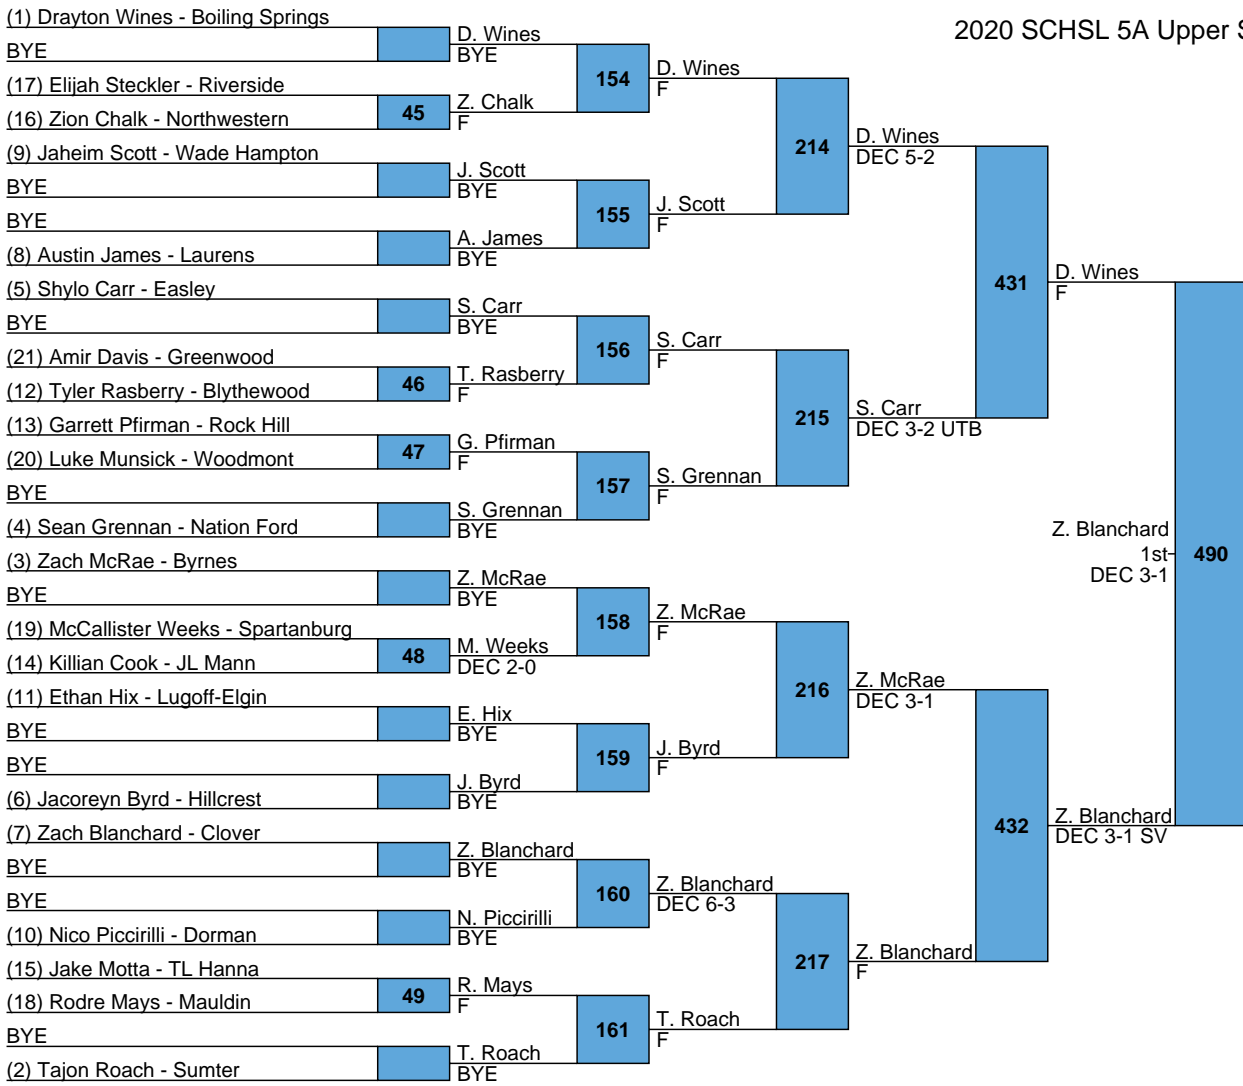 2020 SCHSL 5A Upper S
(1) Drayton Wines - Boiling Springs
BYE
(17) Elijah Steckler - Riverside
(16) Zion Chalk - Northwestern
(9) Jaheim Scott - Wade Hampton
BYE
BYE
(8) Austin James - Laurens
(5) Shylo Carr - Easley
BYE
(21) Amir Davis - Greenwood
(12) Tyler Rasberry - Blythewood
(13) Garrett Pfirman - Rock Hill
(20) Luke Munsick - Woodmont
BYE
(4) Sean Grennan - Nation Ford
(3) Zach McRae - Byrnes
BYE
(19) McCallister Weeks - Spartanburg
(14) Killian Cook - JL Mann
(11) Ethan Hix - Lugoff-Elgin
BYE
BYE
(6) Jacoreyn Byrd - Hillcrest
(7) Zach Blanchard - Clover
BYE
BYE
(10) Nico Piccirilli - Dorman
(15) Jake Motta - TL Hanna
(18) Rodre Mays - Mauldin
BYE
(2) Tajon Roach - Sumter
45
46
47
48
49
D. Wines
BYE
Z. Chalk
F
J. Scott
BYE
A. James
BYE
S. Carr
BYE
T. Rasberry
F
G. Pfirman
F
S. Grennan
BYE
Z. McRae
BYE
M. Weeks
DEC 2-0
E. Hix
BYE
J. Byrd
BYE
Z. Blanchard
BYE
N. Piccirilli
BYE
R. Mays
F
T. Roach
BYE
154
155
156
157
158
159
160
161
D. Wines
F
J. Scott
F
S. Carr
F
S. Grennan
F
Z. McRae
F
J. Byrd
F
Z. Blanchard
DEC 6-3
T. Roach
F
214
215
216
217
D. Wines
DEC 5-2
S. Carr
DEC 3-2 UTB
Z. McRae
DEC 3-1
Z. Blanchard
F
431
432
D. Wines
F
Z. Blanchard
DEC 3-1 SV
Z. Blanchard
1st
DEC 3-1
490